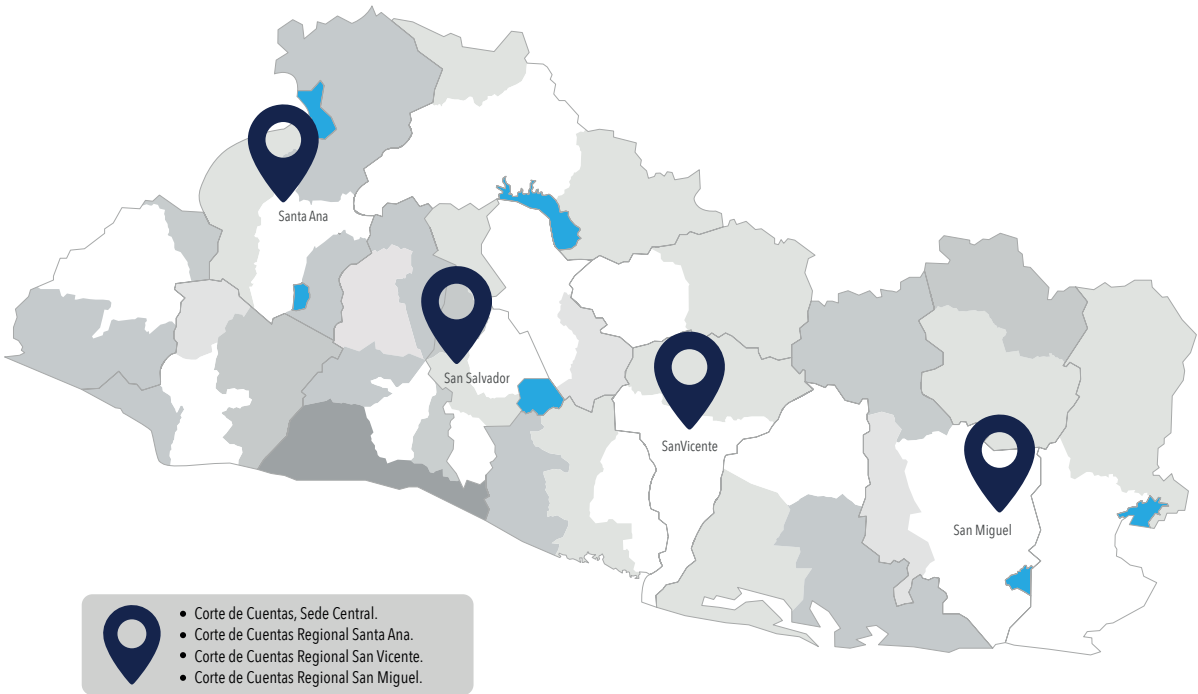 Santa Ana
San Salvador
SanVicente
San Miguel
• Corte de Cuentas, Sede Central.
• Corte de Cuentas Regional Santa Ana.
• Corte de Cuentas Regional San Vicente.
• Corte de Cuentas Regional San Miguel.